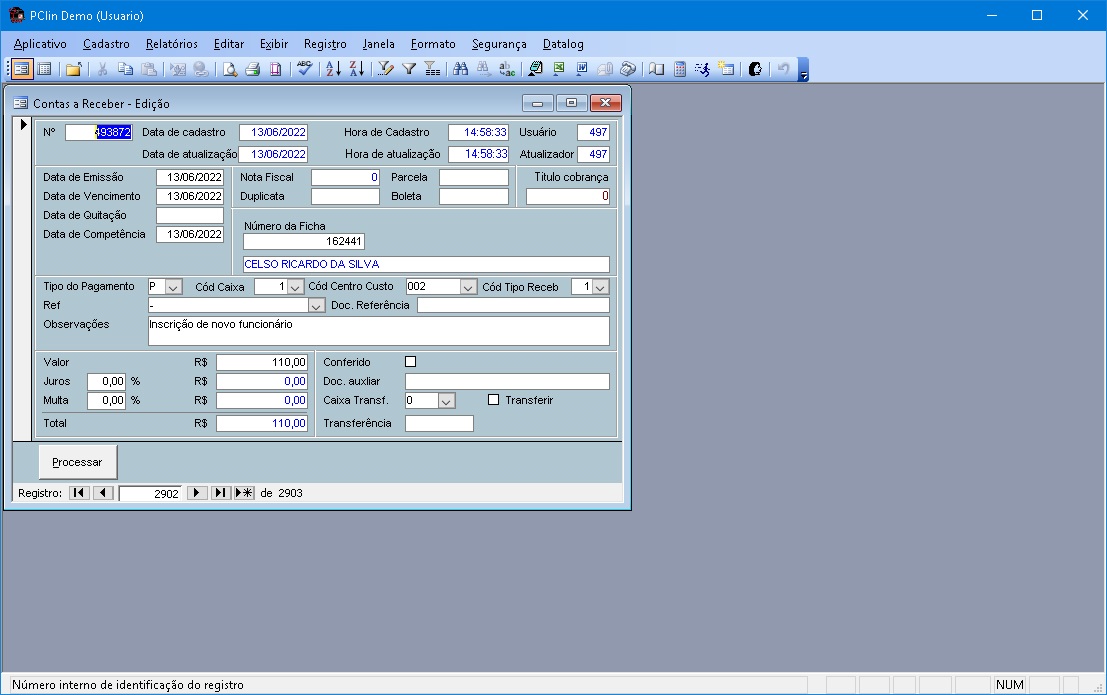 PClin Demo (Usuario)
Aplicativo Cadastro Relatórios Editar Exibir Registro Janela Formato Segurança Datalog
Contas a Receber - Edição
Nº 493872 Data de cadastro 13/06/2022 Hora de Cadastro 14:58:33 Usuário 497
Data de atualização 13/06/2022 Hora de atualização 14:58:33 Atualizador 497
Data de Emissão 13/06/2022 Nota Fiscal 0 Parcela Titulo cobrança
Data de Vencimento 13/06/2022 Duplicata Boleta 0
Data de Quitação
Data de Competência 13/06/2022
Número da Ficha
162441
CELSO RICARDO DA SILVA
Tipo do Pagamento P Cód Caixa 1 Cód Centro Custo 002 Cód Tipo Receb 1
Ref - Doc. Referência
Observações Inscrição de novo funcionário
Valor R$ 110,00 Conferido
Juros 0,00 % R$ 0,00 Doc. auxliar
Multa 0,00 % R$ 0,00 Caixa Transf. 0 Transferir
Total R$ 110,00 Transferência
Processar
Registro: 2902 de 2903
Número interno de identificação do registro NUM